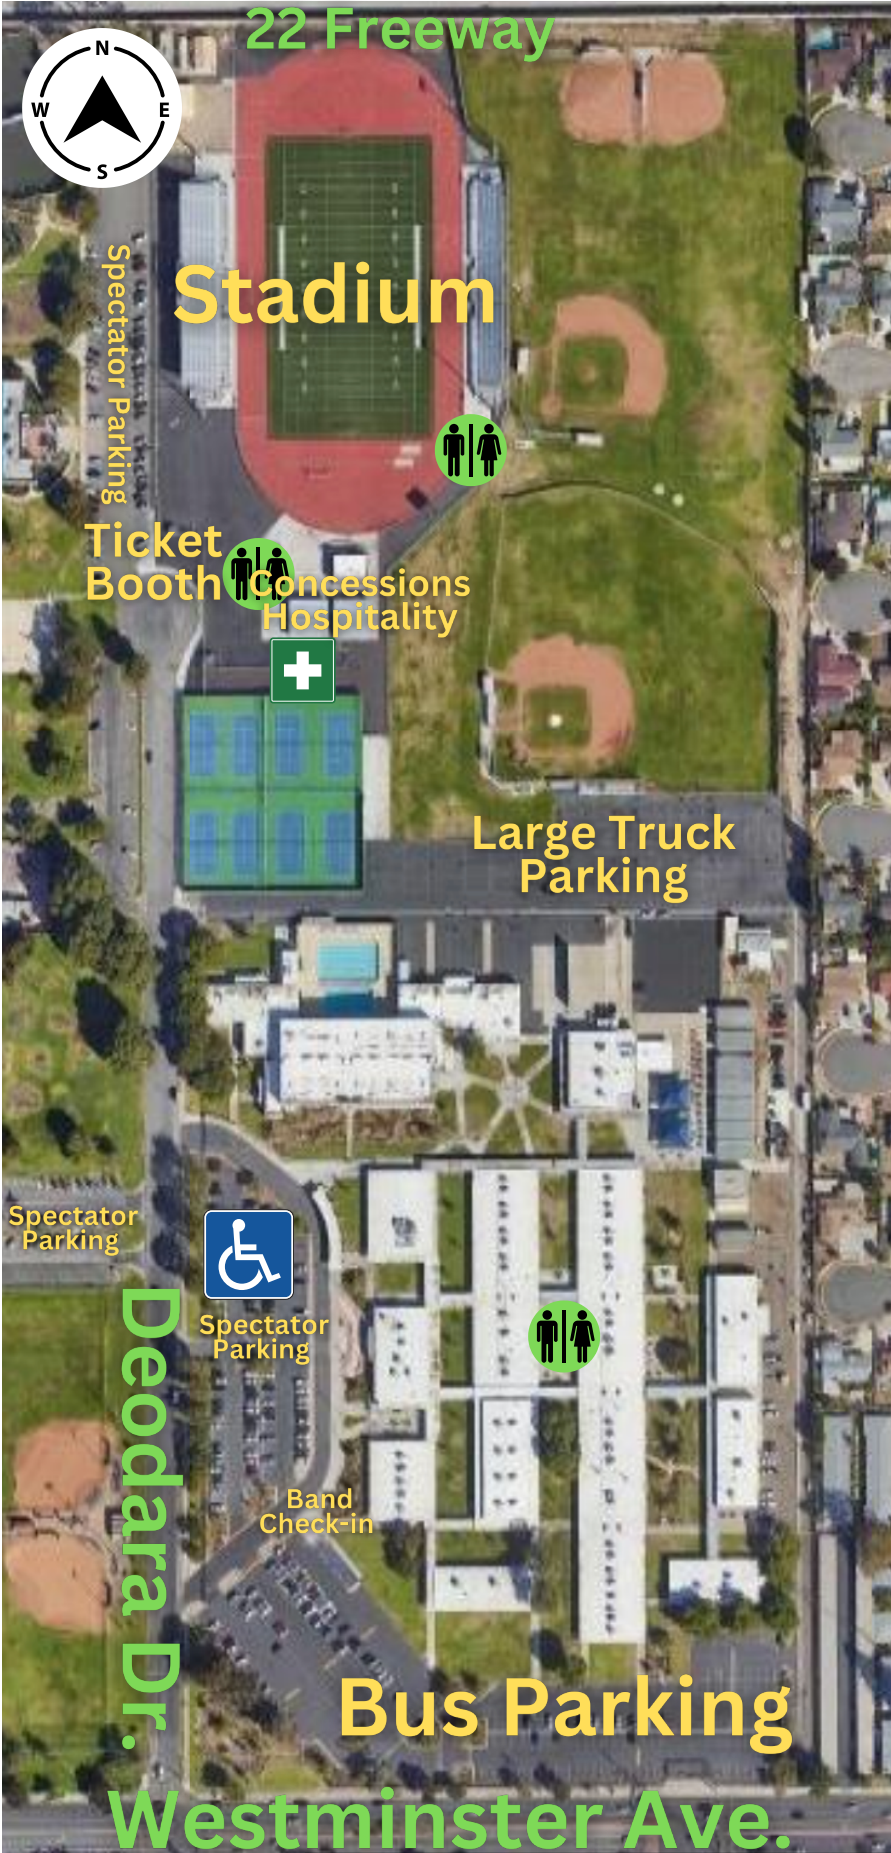 22 Freeway
N
W
E
S
Spectator Parking
Stadium
Ticket
Booth
Concessions
Hospitality
Large Truck
Parking
Spectator
Parking
Spectator
Parking
Deodara Dr.
Band
Check-in
Bus Parking
Westminster Ave.